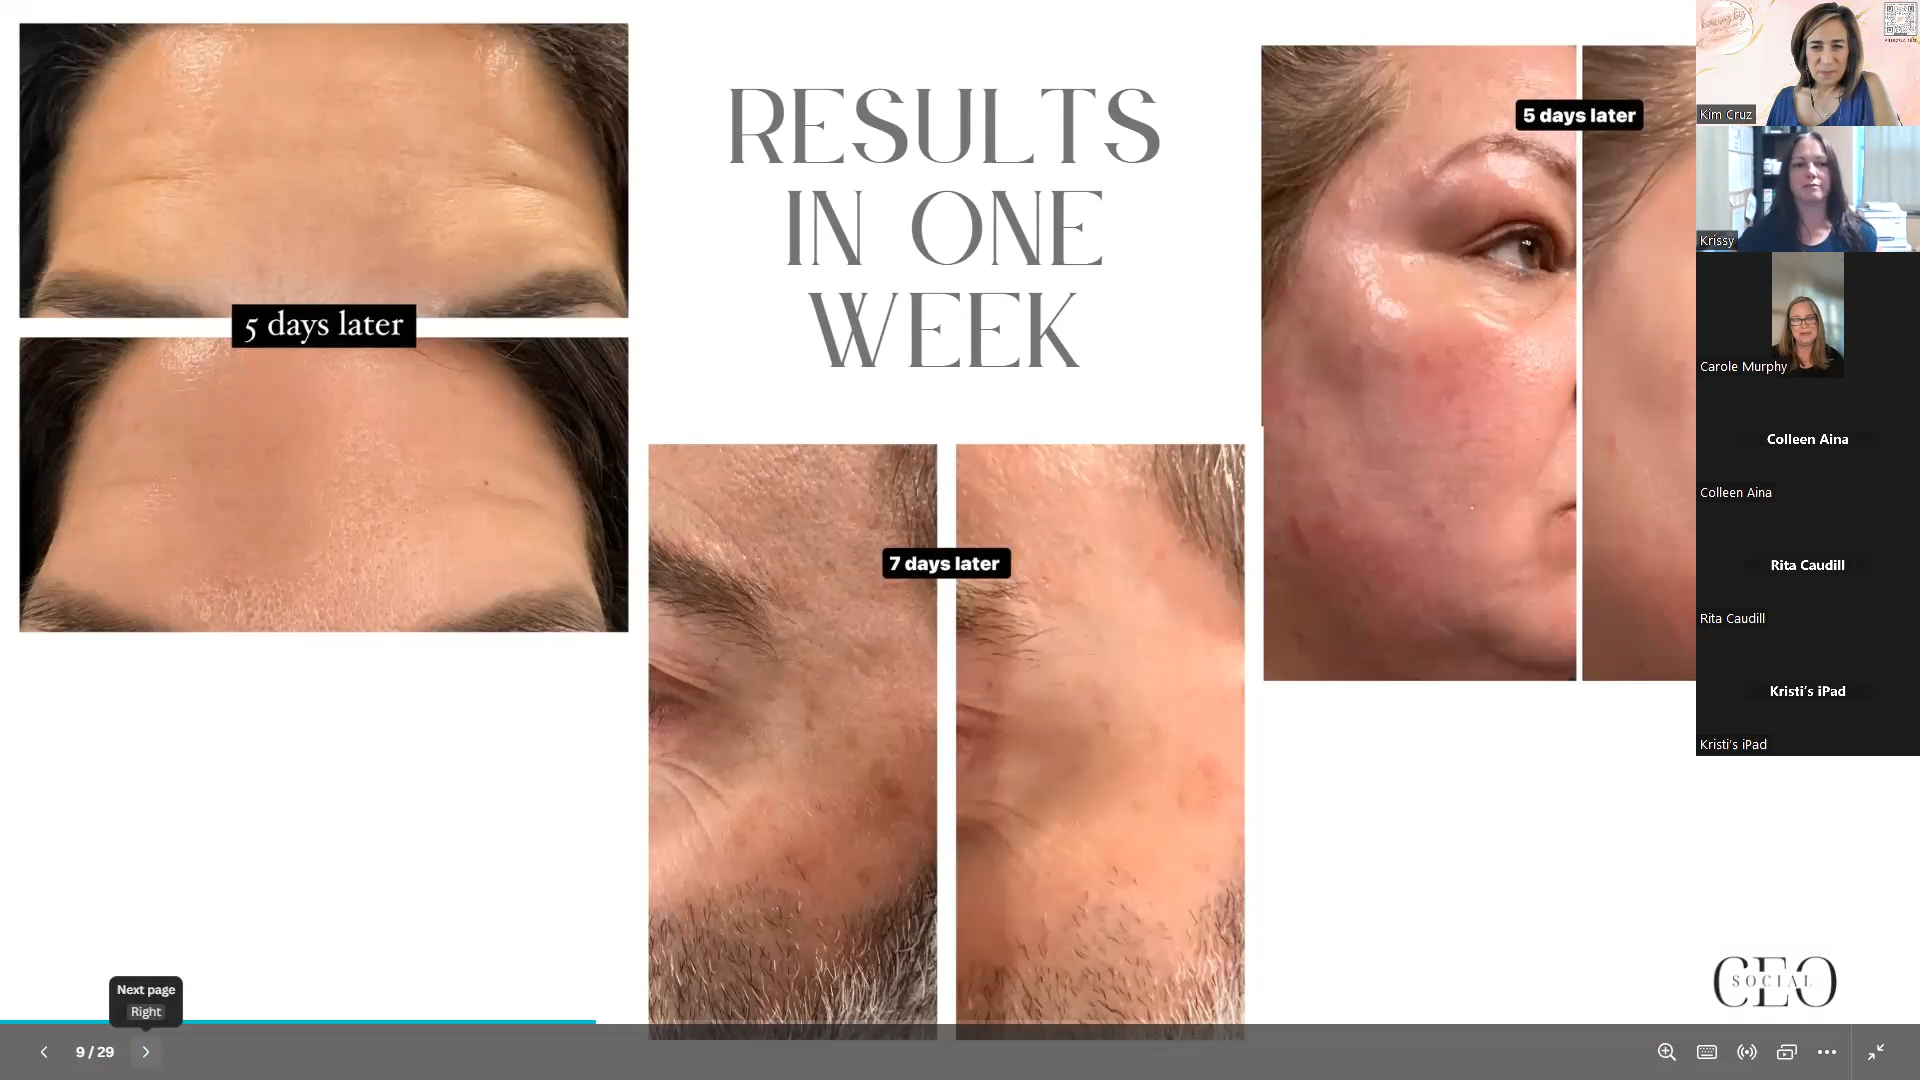 RESULTS
IN ONE
WEEK
5 days later
7 days later
5 days later
Kim Cruz
Krissy
Carole Murphy
Colleen Aina
Colleen Aina
Rita Caudill
Rita Caudill
Kristi's iPad
Kristi's iPad
CEO
SOCIAL
Next page
Right
9 / 29